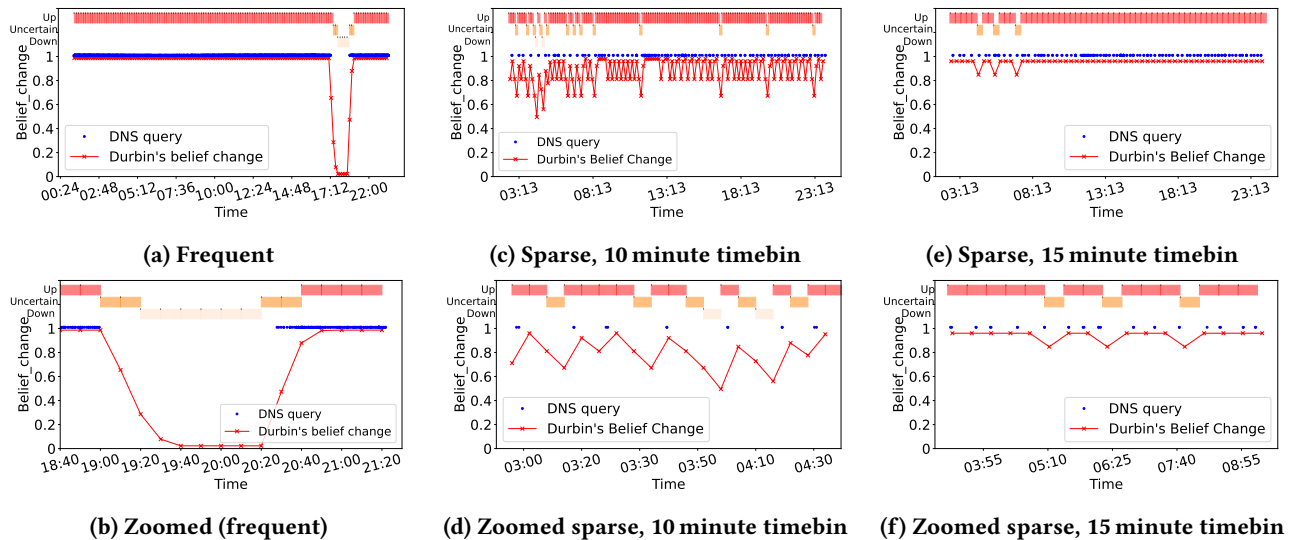 Up
Uncertain
Down
1
0.8
0.6
0.4
0.2
0
Belief_change
DNS query
Durbin's belief change
00:24 02:48 05:12 07:36 10:00 12:24 14:48 17:12 22:00
Time
(a) Frequent
Up
Uncertain
Down
1
0.8
0.6
0.4
0.2
0
Belief_change
DNS query
Durbin's Belief Change
03:13 08:13 13:13 18:13 23:13
Time
(c) Sparse, 10 minute timebin
Up
Uncertain
Down
1
0.8
0.6
0.4
0.2
0
Belief_change
DNS query
Durbin's Belief Change
03:13 08:13 13:13 18:13 23:13
Time
(e) Sparse, 15 minute timebin
Up
Uncertain
Down
1
0.8
0.6
0.4
0.2
0
Belief_change
DNS query
Durbin's belief change
18:40 19:00 19:20 19:40 20:00 20:20 20:40 21:00 21:20
Time
(b) Zoomed (frequent)
Up
Uncertain
Down
1
0.8
0.6
0.4
0.2
0
Belief_change
DNS query
Durbin's Belief Change
03:00 03:20 03:30 03:50 04:10 04:30
Time
(d) Zoomed sparse, 10 minute timebin
Up
Uncertain
Down
1
0.8
0.6
0.4
0.2
0
Belief_change
DNS query
Durbin's Belief Change
03:55 05:10 06:25 07:40 08:55
Time
(f) Zoomed sparse, 15 minute timebin